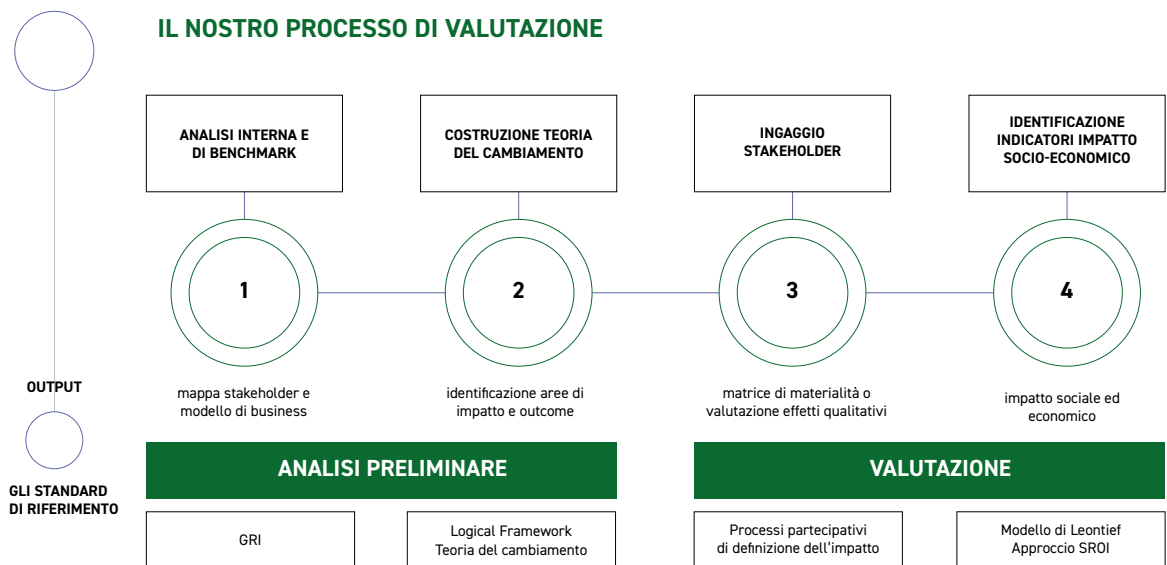 IL NOSTRO PROCESSO DI VALUTAZIONE
ANALISI INTERNA E
DI BENCHMARK
COSTRUZIONE TEORIA
DEL CAMBIAMENTO
INGAGGIO
STAKEHOLDER
IDENTIFICAZIONE
INDICATORI IMPATTO
SOCIO-ECONOMICO
1
2
3
4
OUTPUT
mappa stakeholder e
modello di business
identificazione aree di
impatto e outcome
matrice di materialità o
valutazione effetti qualitativi
impatto sociale ed
economico
ANALISI PRELIMINARE
VALUTAZIONE
GLI STANDARD
DI RIFERIMENTO
GRI
Logical Framework
Teoria del cambiamento
Processi partecipativi
di definizione dell'impatto
Modello di Leontief
Approccio SROI